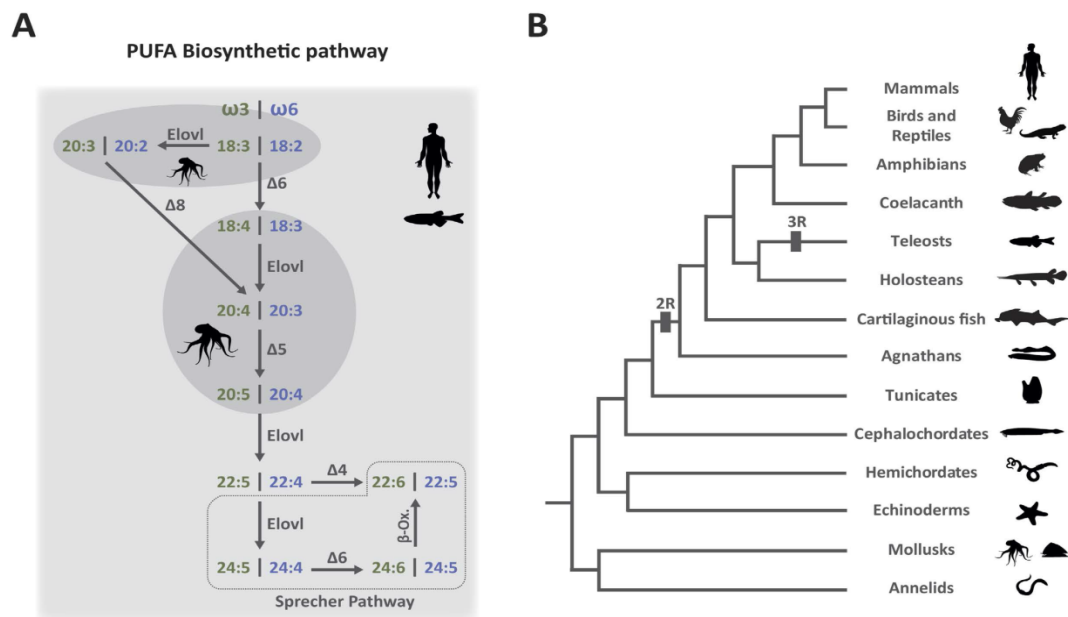 A
PUFA Biosynthetic pathway
ω3 | ω6
20:3 | 20:2
Elovl
18:3 | 18:2
Δ6
Δ8
18:4 | 18:3
Elovl
20:4 | 20:3
Δ5
20:5 | 20:4
Elovl
22:5 | 22:4
Δ4
22:6 | 22:5
Elovl
β-Ox.
24:5 | 24:4
Δ6
24:6 | 24:5
Sprecher Pathway
B
Mammals
Birds and
Reptiles
Amphibians
Coelacanth
3R
Teleosts
Holosteans
2R
Cartilaginous fish
Agnathans
Tunicates
Cephalochordates
Hemichordates
Echinoderms
Mollusks
Annelids